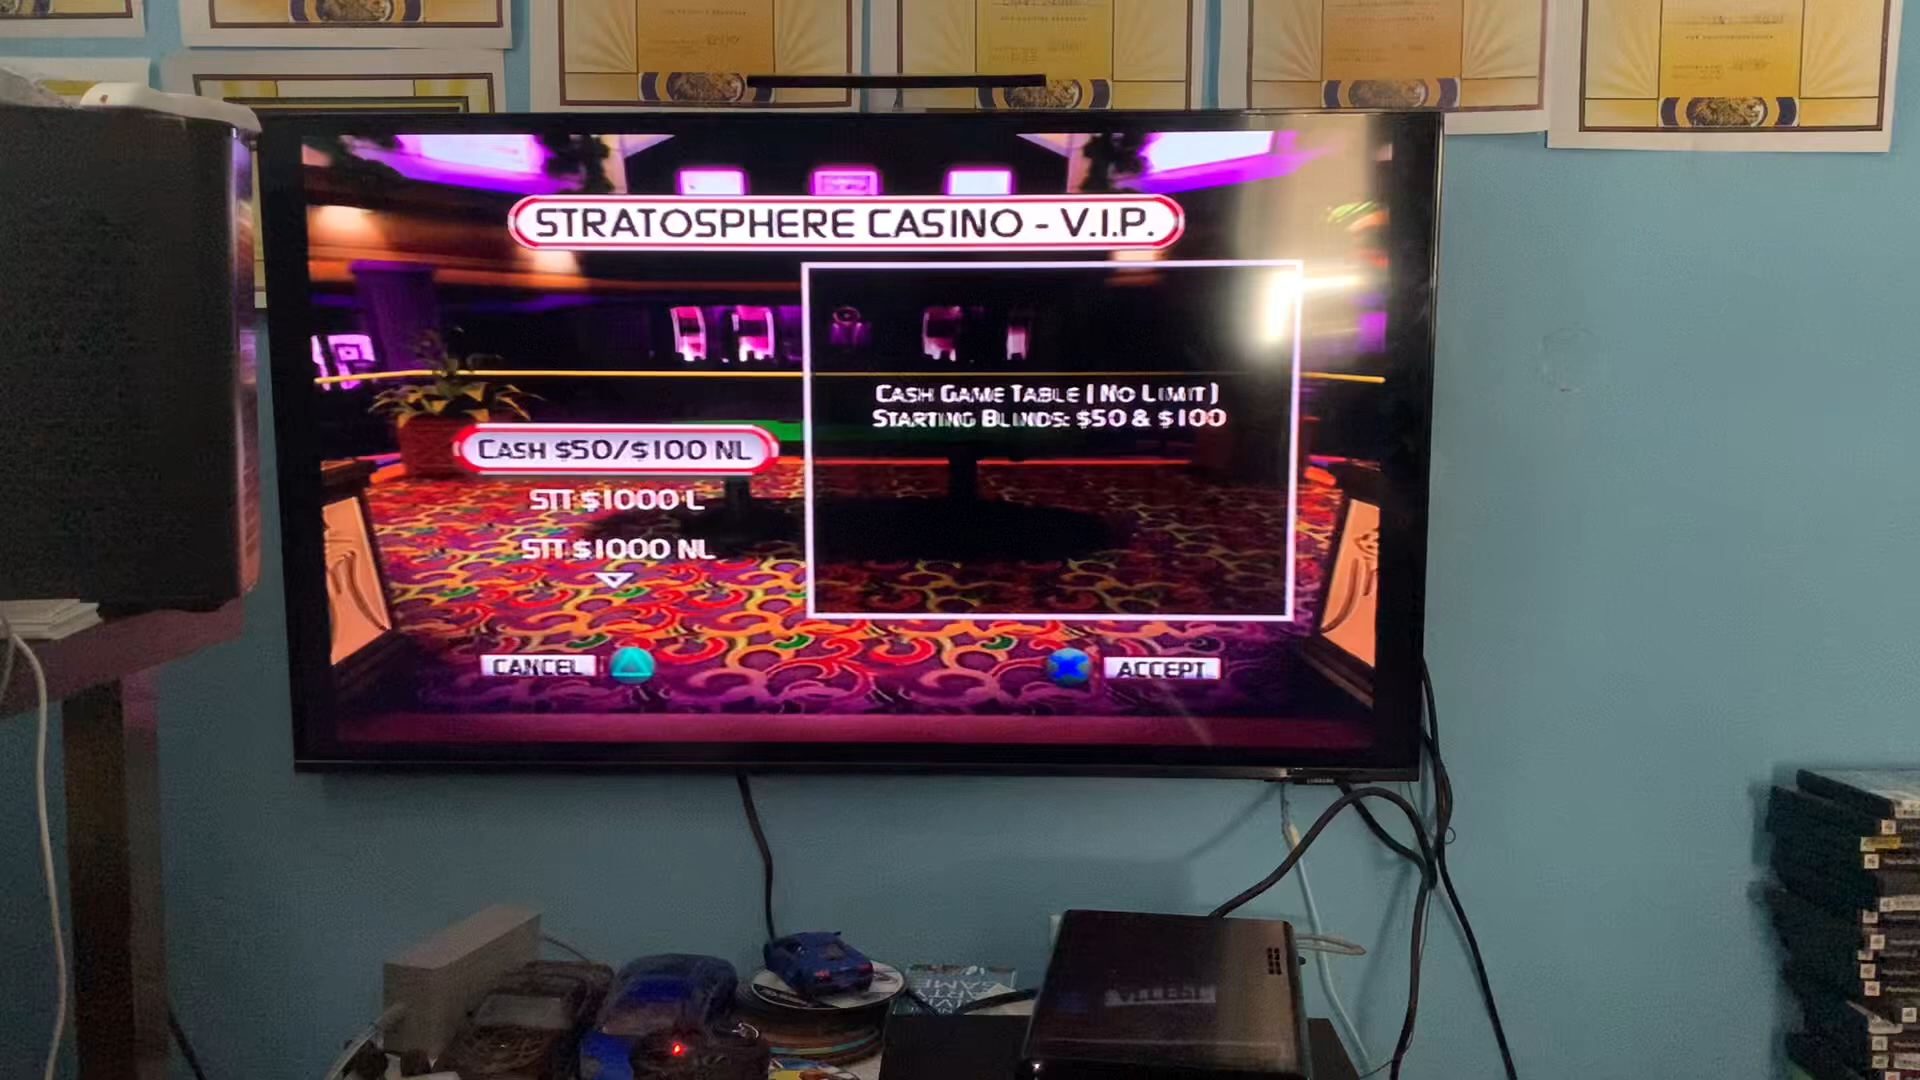 STRATOSPHERE CASINO - V.I.P.
CASH GAME TABLE (NO LIMIT)
STARTING BLINDS: $50 & $100
CASH $50/$100 NL
STT $1000 L
STT $1000 NL
CANCEL
ACCEPT
SAMSUNG